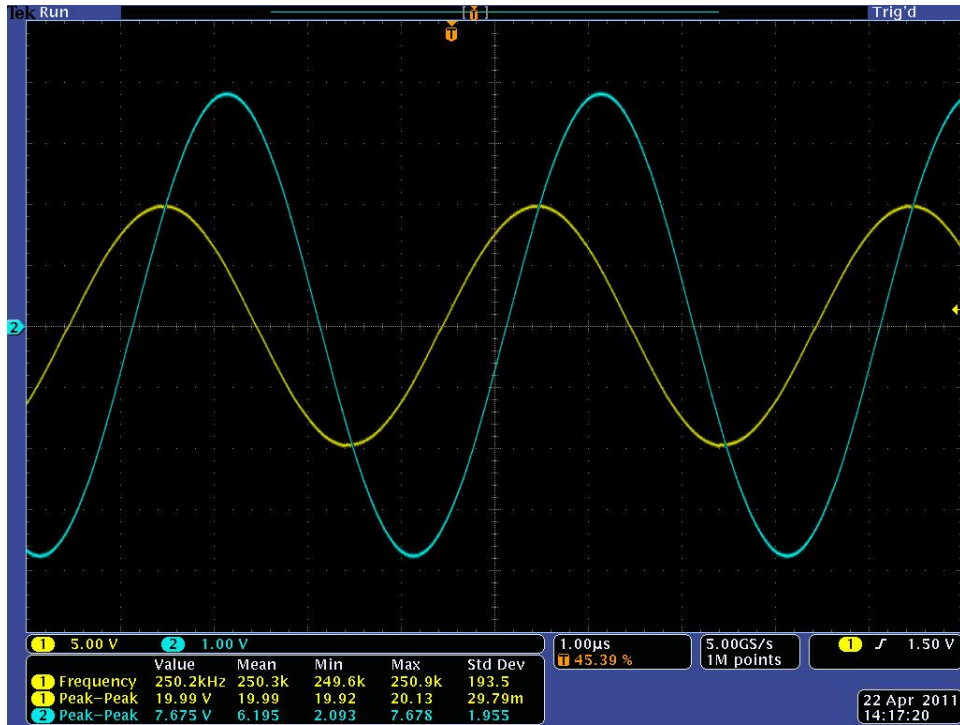 Tek Run [ T ] Trig'd
T
2
1 5.00 V 2 1.00 V
1.00µs
T 45.39 %
5.00GS/s
1M points
1 1.50 V
Value Mean Min Max Std Dev
1 Frequency 250.2kHz 250.3k 249.6k 250.9k 193.5
1 Peak–Peak 19.99 V 19.99 19.92 20.13 29.79m
2 Peak–Peak 7.675 V 6.195 2.093 7.678 1.955
22 Apr 2011
14:17:20